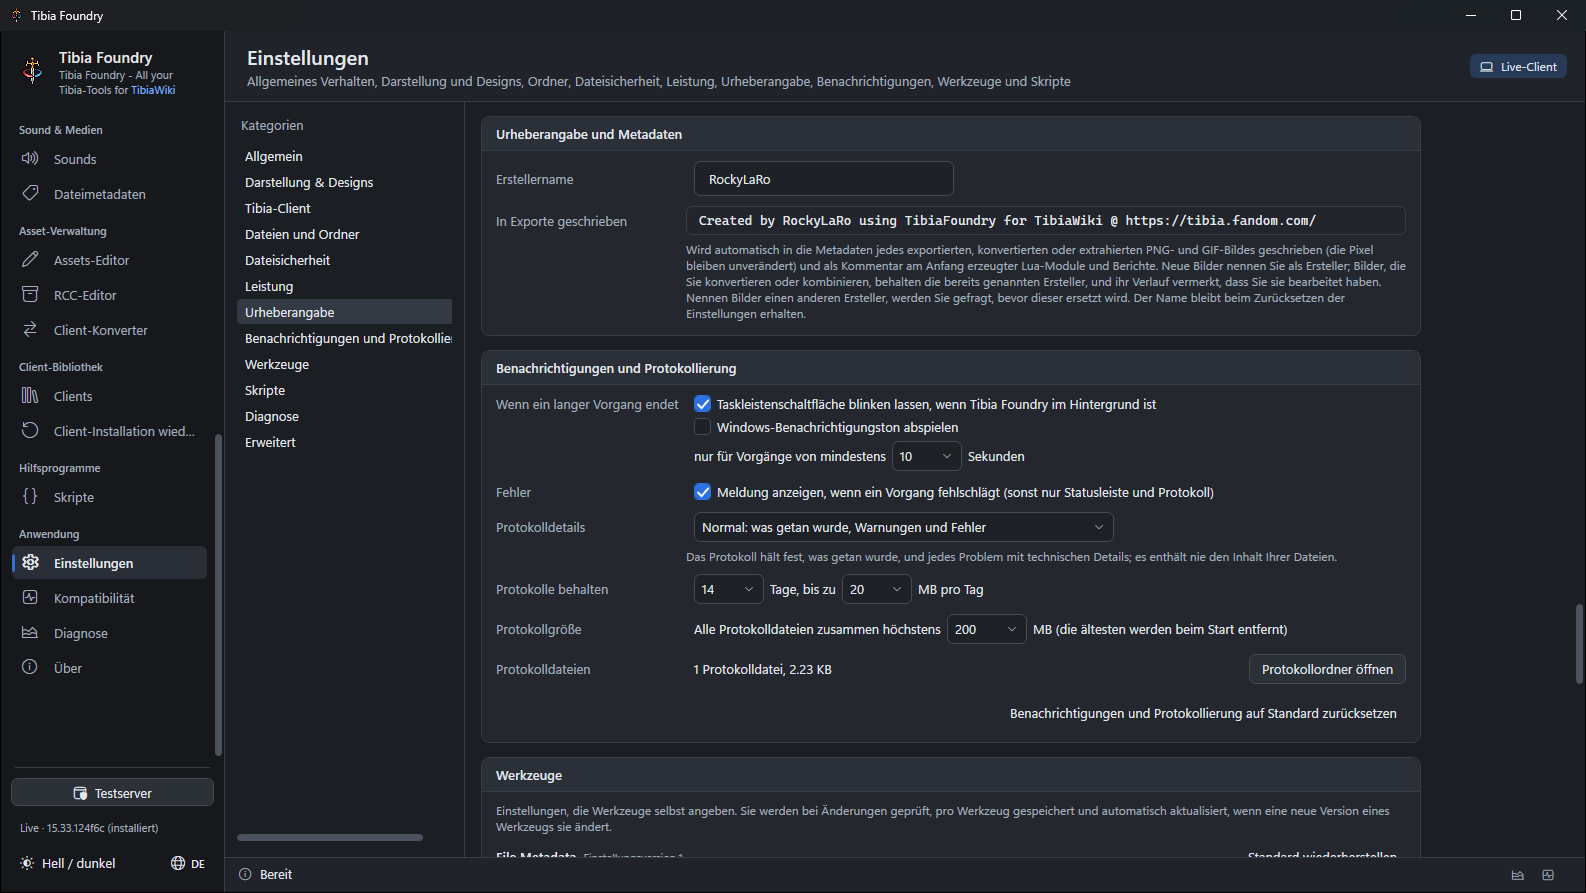 Tibia Foundry
Tibia Foundry
Tibia Foundry - All your
Tibia-Tools for TibiaWiki
Sound & Medien
Sounds
Dateimetadaten
Asset-Verwaltung
Assets-Editor
RCC-Editor
Client-Konverter
Client-Bibliothek
Clients
Client-Installation wied...
Hilfsprogramme
Skripte
Anwendung
Einstellungen
Kompatibilität
Diagnose
Über
Testserver
Live · 15.33.124f6c (installiert)
Hell / dunkel
DE
Einstellungen
Allgemeines Verhalten, Darstellung und Designs, Ordner, Dateisicherheit, Leistung, Urheberangabe, Benachrichtigungen, Werkzeuge und Skripte
Live-Client
Kategorien
Allgemein
Darstellung & Designs
Tibia-Client
Dateien und Ordner
Dateisicherheit
Leistung
Urheberangabe
Benachrichtigungen und Protokollier
Werkzeuge
Skripte
Diagnose
Erweitert
Urheberangabe und Metadaten
Erstellername
RockyLaRo
In Exporte geschrieben
Created by RockyLaRo using TibiaFoundry for TibiaWiki @ https://tibia.fandom.com/
Wird automatisch in die Metadaten jedes exportierten, konvertierten oder extrahierten PNG- und GIF-Bildes geschrieben (die Pixel
bleiben unverändert) und als Kommentar am Anfang erzeugter Lua-Module und Berichte. Neue Bilder nennen Sie als Ersteller; Bilder, die
Sie konvertieren oder kombinieren, behalten die bereits genannten Ersteller, und ihr Verlauf vermerkt, dass Sie sie bearbeitet haben.
Nennen Bilder einen anderen Ersteller, werden Sie gefragt, bevor dieser ersetzt wird. Der Name bleibt beim Zurücksetzen der
Einstellungen erhalten.
Benachrichtigungen und Protokollierung
Wenn ein langer Vorgang endet
Taskleistenschaltfläche blinken lassen, wenn Tibia Foundry im Hintergrund ist
Windows-Benachrichtigungston abspielen
nur für Vorgänge von mindestens 10 Sekunden
Fehler
Meldung anzeigen, wenn ein Vorgang fehlschlägt (sonst nur Statusleiste und Protokoll)
Protokolldetails
Normal: was getan wurde, Warnungen und Fehler
Das Protokoll hält fest, was getan wurde, und jedes Problem mit technischen Details; es enthält nie den Inhalt Ihrer Dateien.
Protokolle behalten
14 Tage, bis zu 20 MB pro Tag
Protokollgröße
Alle Protokolldateien zusammen höchstens 200 MB (die ältesten werden beim Start entfernt)
Protokolldateien
1 Protokolldatei, 2.23 KB
Protokollordner öffnen
Benachrichtigungen und Protokollierung auf Standard zurücksetzen
Werkzeuge
Einstellungen, die Werkzeuge selbst angeben. Sie werden bei Änderungen geprüft, pro Werkzeug gespeichert und automatisch aktualisiert, wenn eine neue Version eines
Werkzeugs sie ändert.
File Metadata Einstellungsversion 1
Standard wiederherstellen
Bereit